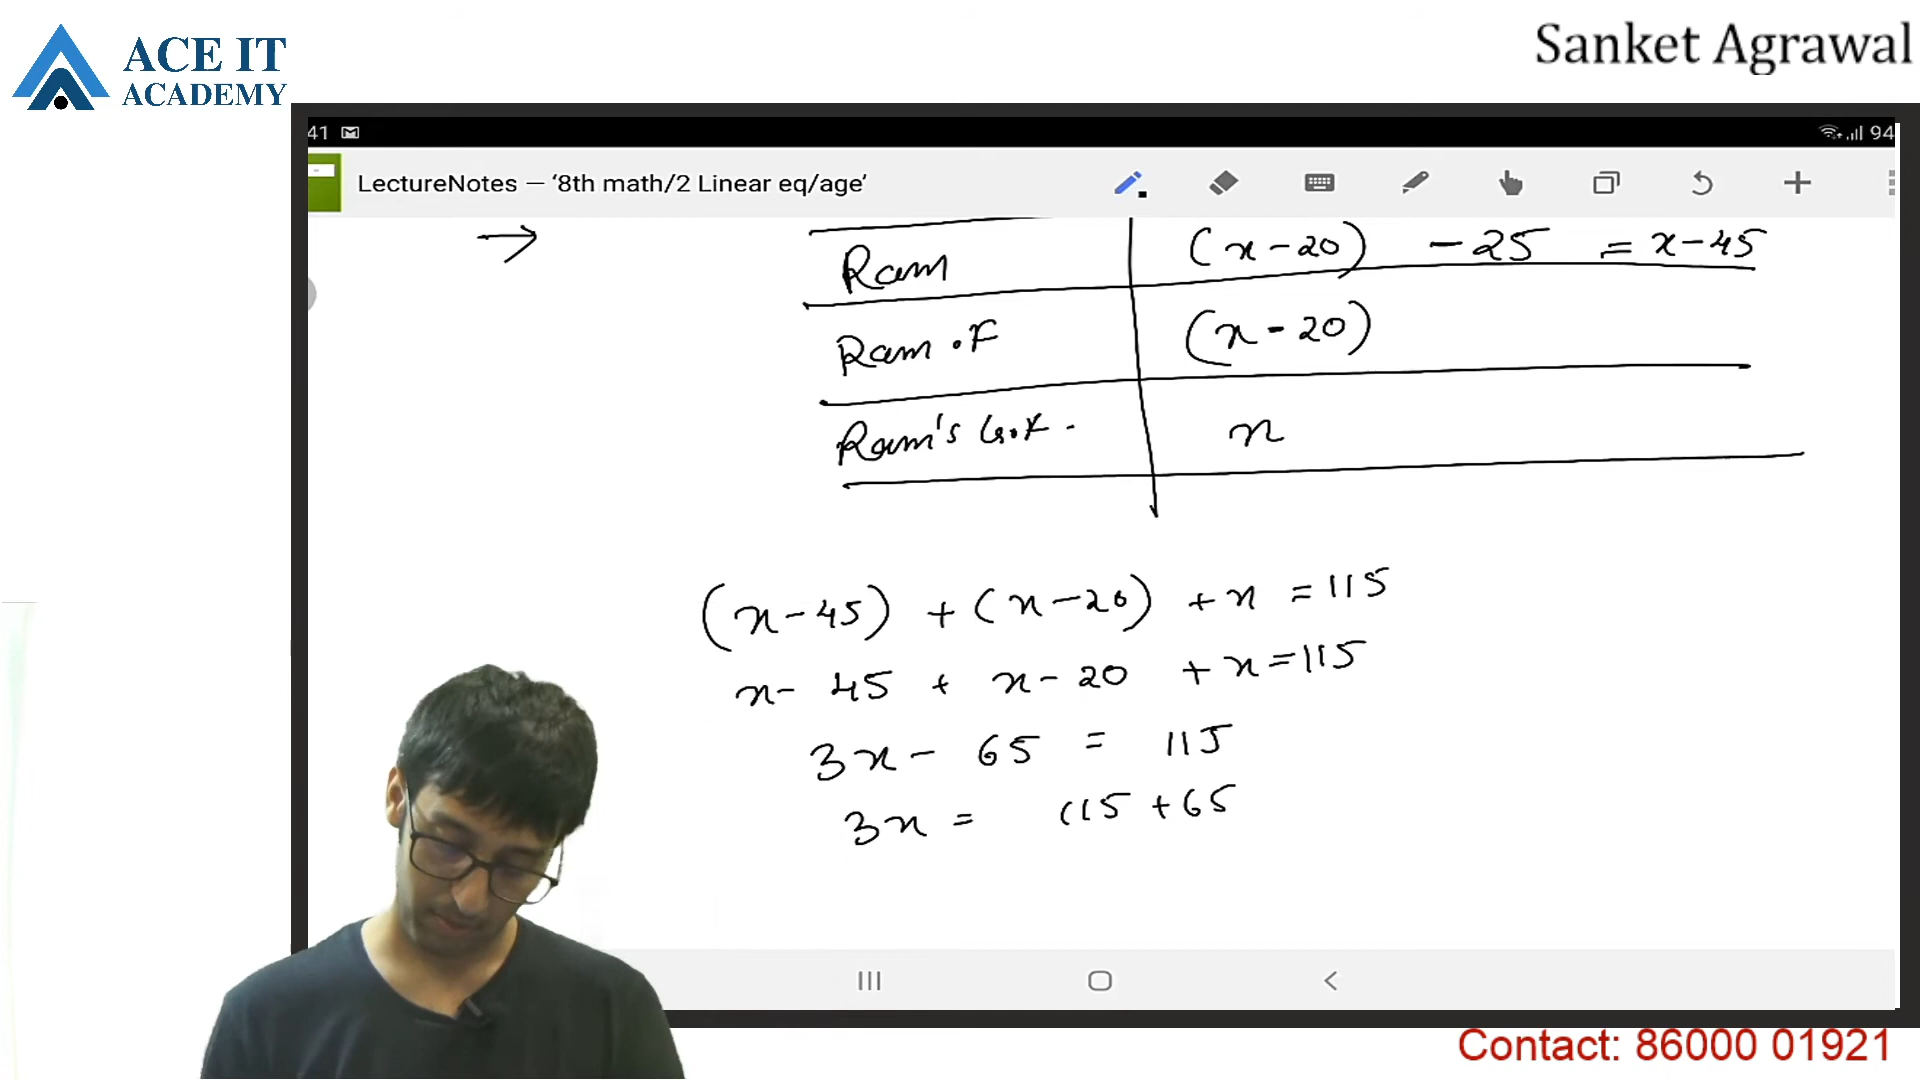 ACE IT
ACADEMY
Sanket Agrawal
41
94
LectureNotes — ‘8th math/2 Linear eq/age’
Ram (x-20) -25 = x-45
Ram .F (x-20)
Ram's G.F. x
(x-45) + (x-20) + x = 115
x- 45 + x- 20 + x = 115
3x - 65 = 115
3x = 115 + 65
Contact: 86000 01921